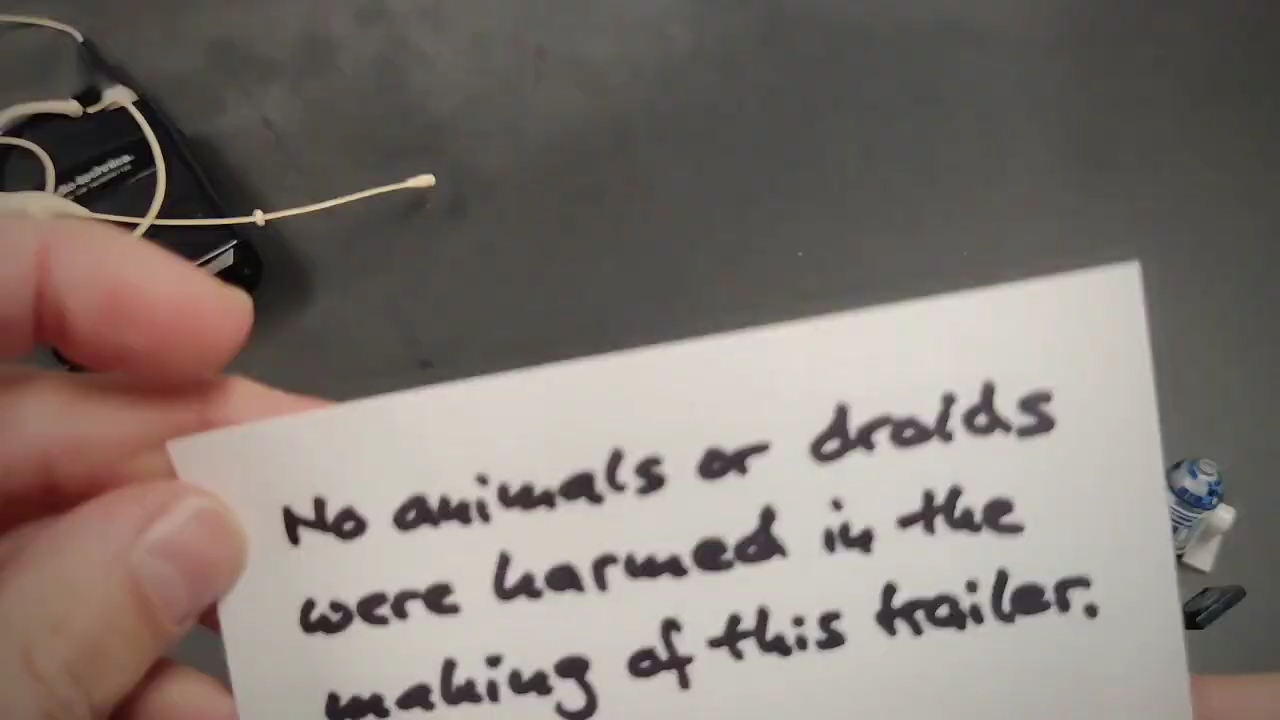 No animals or droids
were harmed in the
making of this trailer.